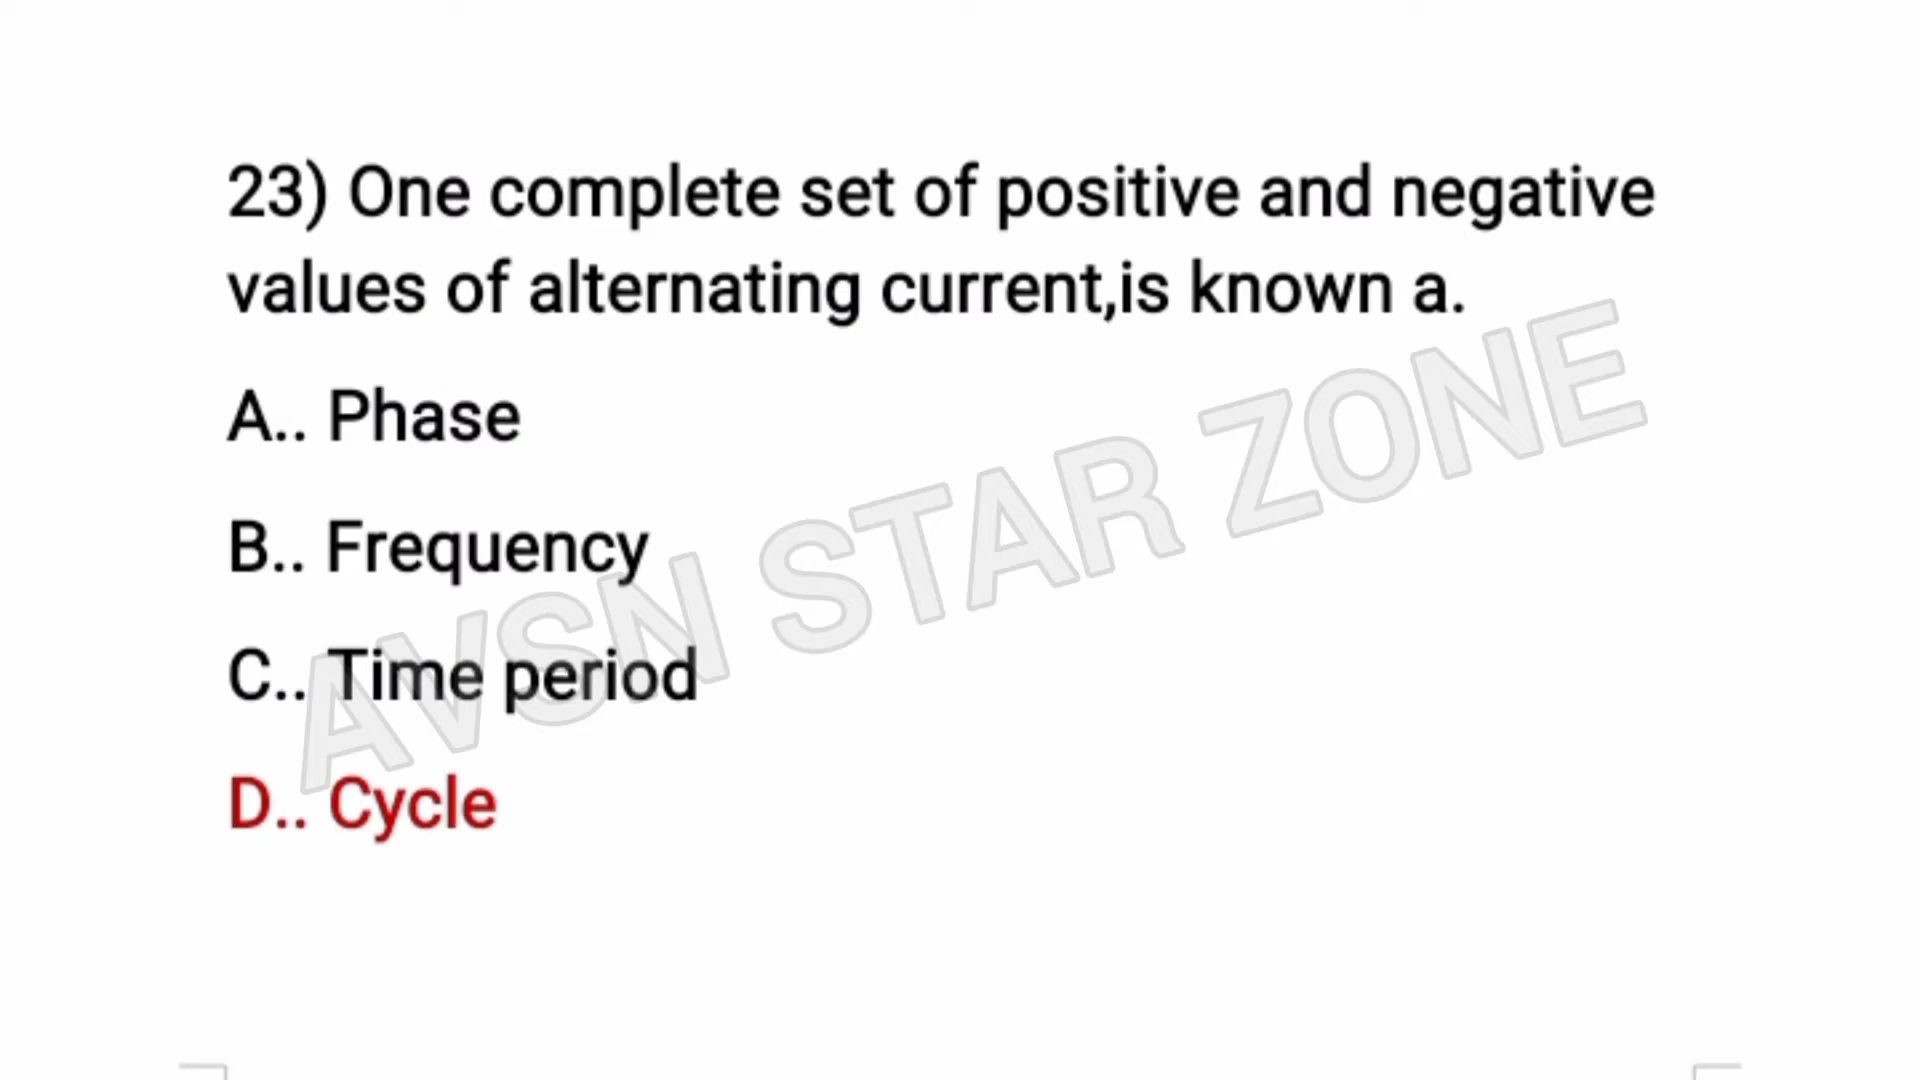 23) One complete set of positive and negative
values of alternating current,is known a.
A.. Phase
B.. Frequency
C.. Time period
D.. Cycle
AVSN STAR ZONE